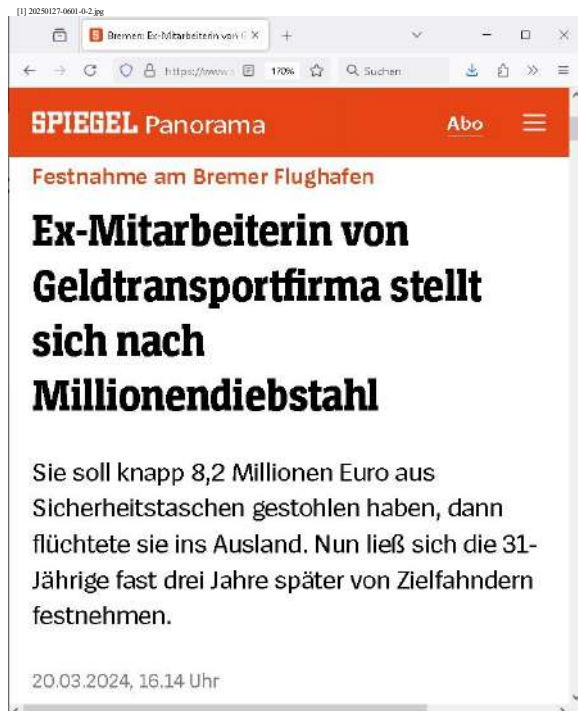 [1] 20250127-0601-0-2.jpg
Bremen: Ex-Mitarbeiterin von
https://www
170%
Suchen
SPIEGEL Panorama
Abo
Festnahme am Bremer Flughafen
Ex-Mitarbeiterin von
Geldtransportfirma stellt
sich nach
Millionendiebstahl
Sie soll knapp 8,2 Millionen Euro aus
Sicherheitstaschen gestohlen haben, dann
flüchtete sie ins Ausland. Nun ließ sich die 31-
Jährige fast drei Jahre später von Zielfahndern
festnehmen.
20.03.2024, 16.14 Uhr